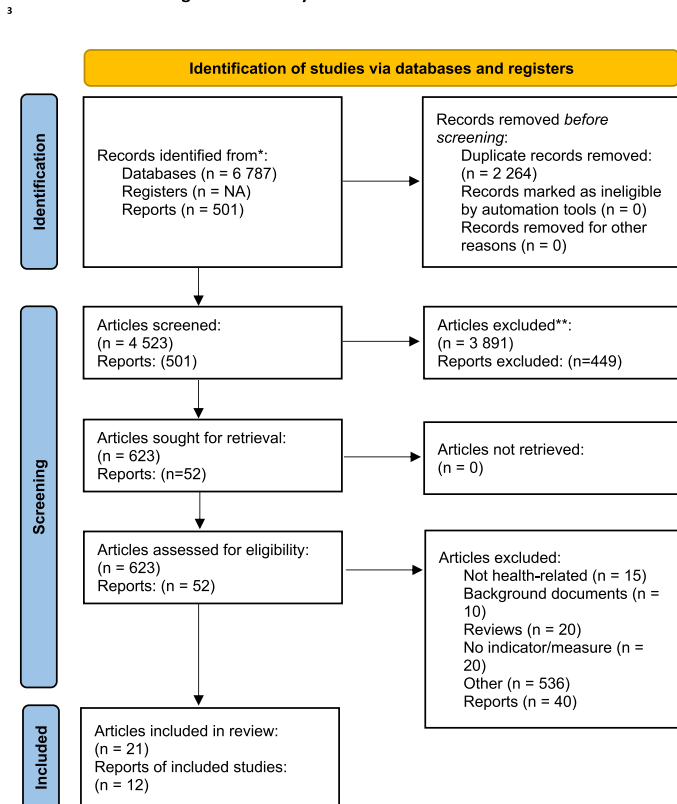 3
Identification of studies via databases and registers
Identification
Records identified from*:
Databases (n = 6 787)
Registers (n = NA)
Reports (n = 501)
Records removed before
screening:
Duplicate records removed:
(n = 2 264)
Records marked as ineligible
by automation tools (n = 0)
Records removed for other
reasons (n = 0)
Screening
Articles screened:
(n = 4 523)
Reports: (501)
Articles excluded**:
(n = 3 891)
Reports excluded: (n=449)
Articles sought for retrieval:
(n = 623)
Reports: (n=52)
Articles not retrieved:
(n = 0)
Articles assessed for eligibility:
(n = 623)
Reports: (n = 52)
Articles excluded:
Not health-related (n = 15)
Background documents (n =
10)
Reviews (n = 20)
No indicator/measure (n =
20)
Other (n = 536)
Reports (n = 40)
Included
Articles included in review:
(n = 21)
Reports of included studies:
(n = 12)